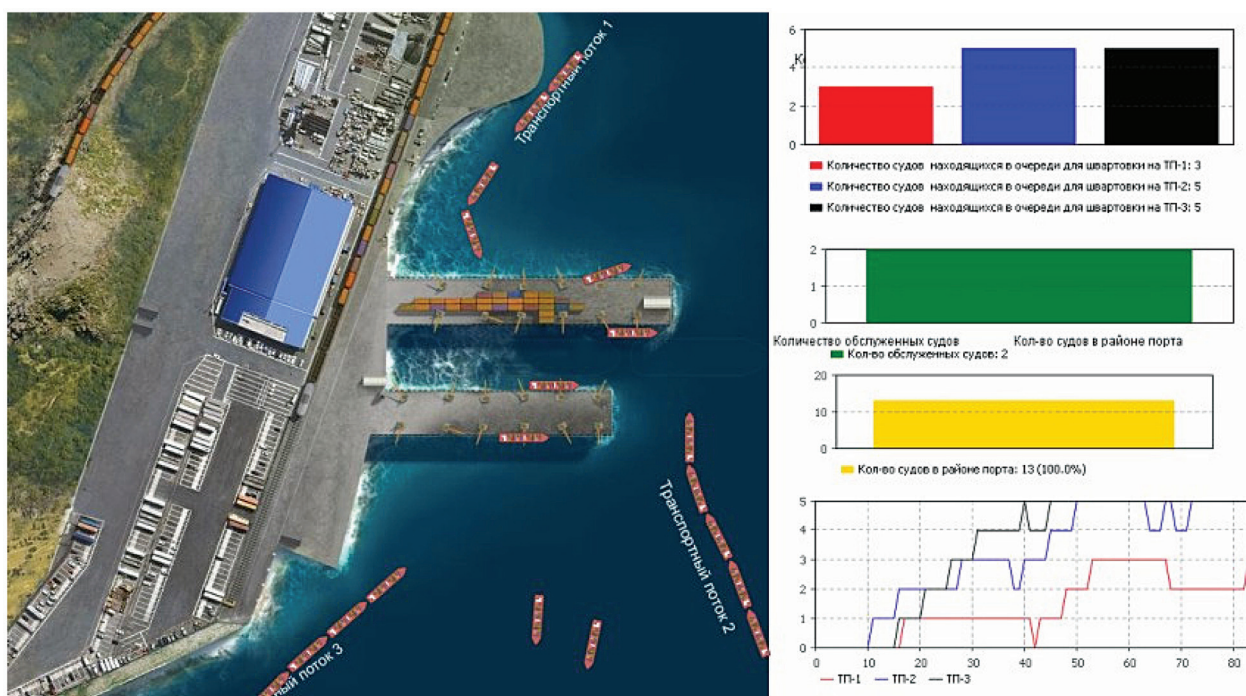 Транспортный поток 1
Транспортный поток 2
ный поток 3
6
4
2
0
Количество судов находящихся в очереди для швартовки на ТП-1: 3
Количество судов находящихся в очереди для швартовки на ТП-2: 5
Количество судов находящихся в очереди для швартовки на ТП-3: 5
2
1
0
Количество обслуженных судов Кол-во судов в районе порта
Кол-во обслуженных судов: 2
20
10
0
Кол-во судов в районе порта: 13 (100.0%)
5
4
3
2
1
0
0 10 20 30 40 50 60 70 80
ТП-1 ТП-2 ТП-3